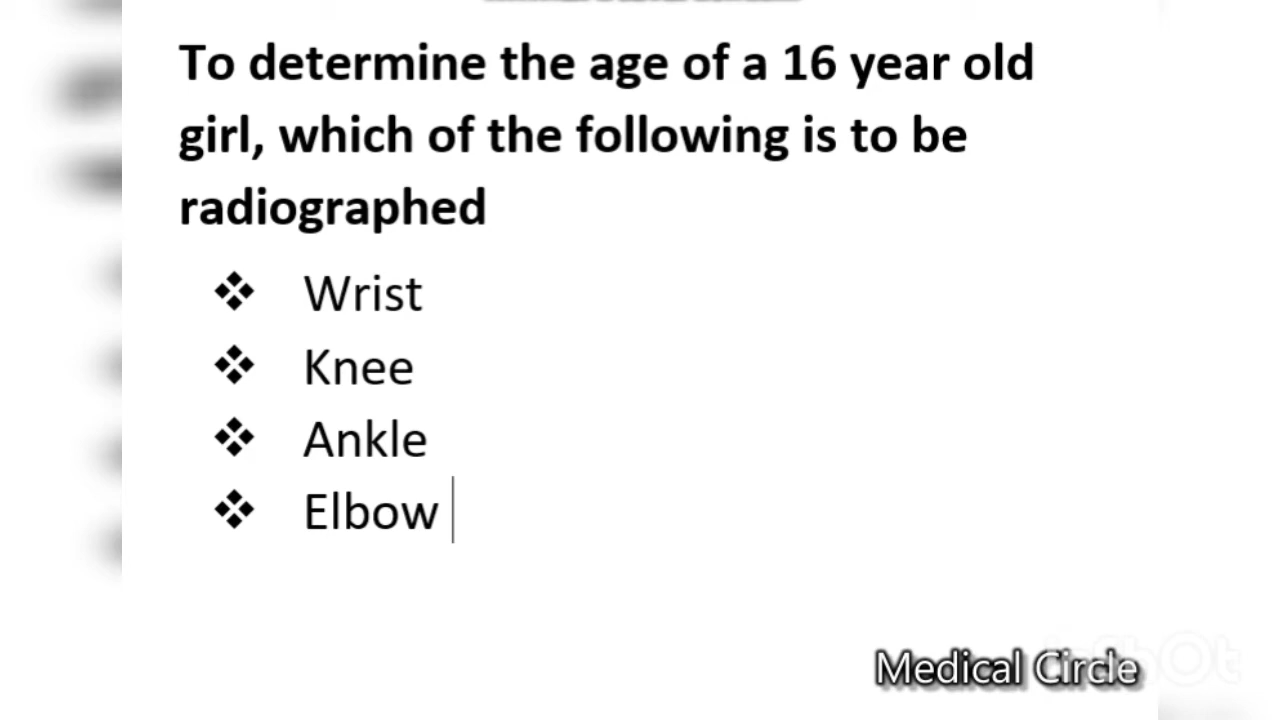 To determine the age of a 16 year old
girl, which of the following is to be
radiographed
❖ Wrist
❖ Knee
❖ Ankle
❖ Elbow
Medical Circle